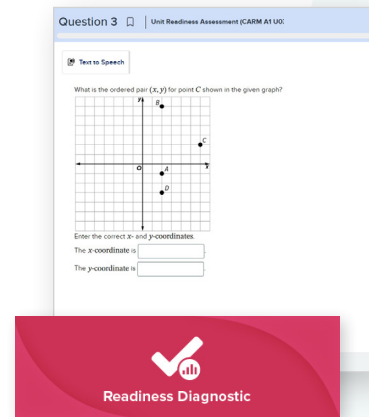 Question 3 Unit Readiness Assessment (CARM A1 U0
Text to Speech
What is the ordered pair (x, y) for point C shown in the given graph?
y
B
C
O
A
x
D
Enter the correct x- and y-coordinates.
The x-coordinate is .
The y-coordinate is .
Readiness Diagnostic